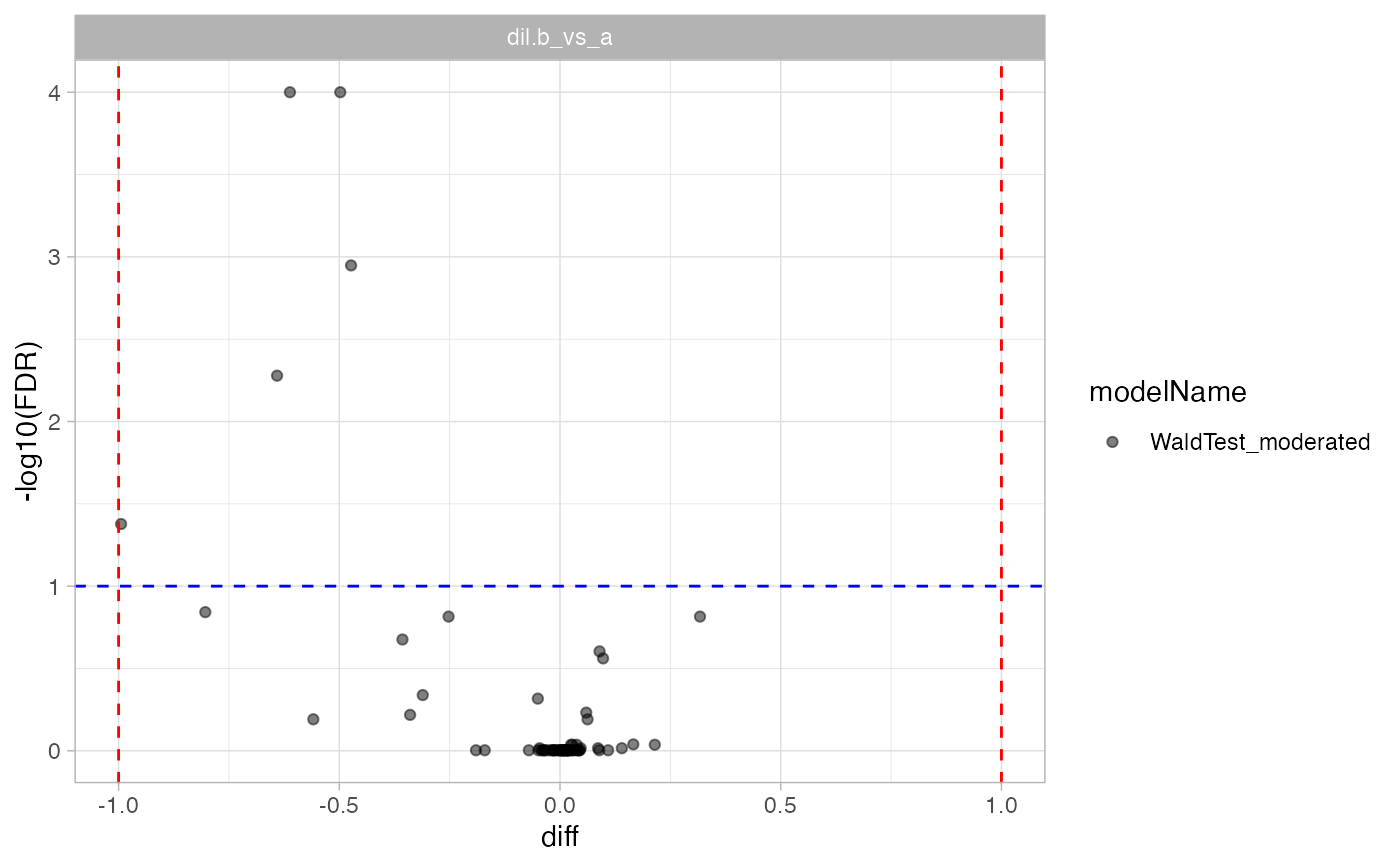 dil.b_vs_a
4
3
2
1
0
-log10(FDR)
-1.0
-0.5
0.0
0.5
1.0
diff
modelName
WaldTest_moderated